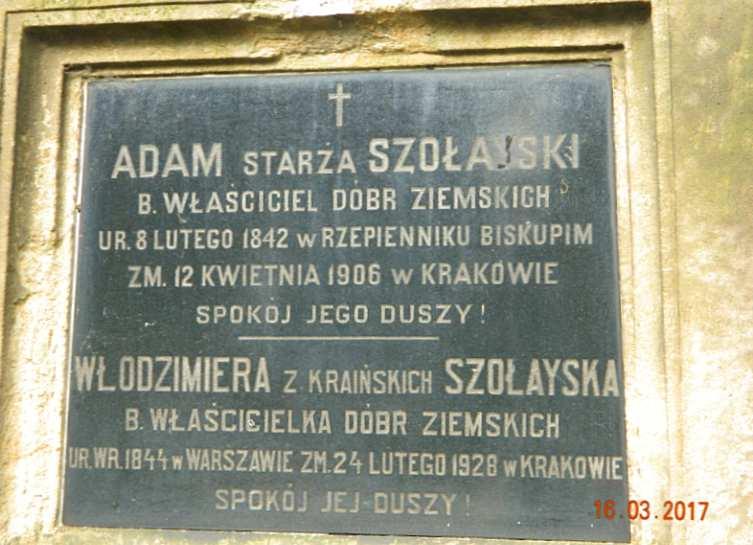 ADAM STARŻA SZOŁAYSKI
B. WŁAŚCICIEL DÓBR ZIEMSKICH
UR. 8 LUTEGO 1842 W RZEPIENNIKU BISKUPIM
ZM. 12 KWIETNIA 1906 W KRAKOWIE
SPOKÓJ JEGO DUSZY!
WŁODZIMIERA Z KRAIŃSKICH SZOŁAYSKA
B. WŁAŚCICIELKA DÓBR ZIEMSKICH
UR. W R. 1844 W WARSZAWIE ZM. 24 LUTEGO 1928 W KRAKOWIE
SPOKÓJ JEJ DUSZY!
16.03.2017